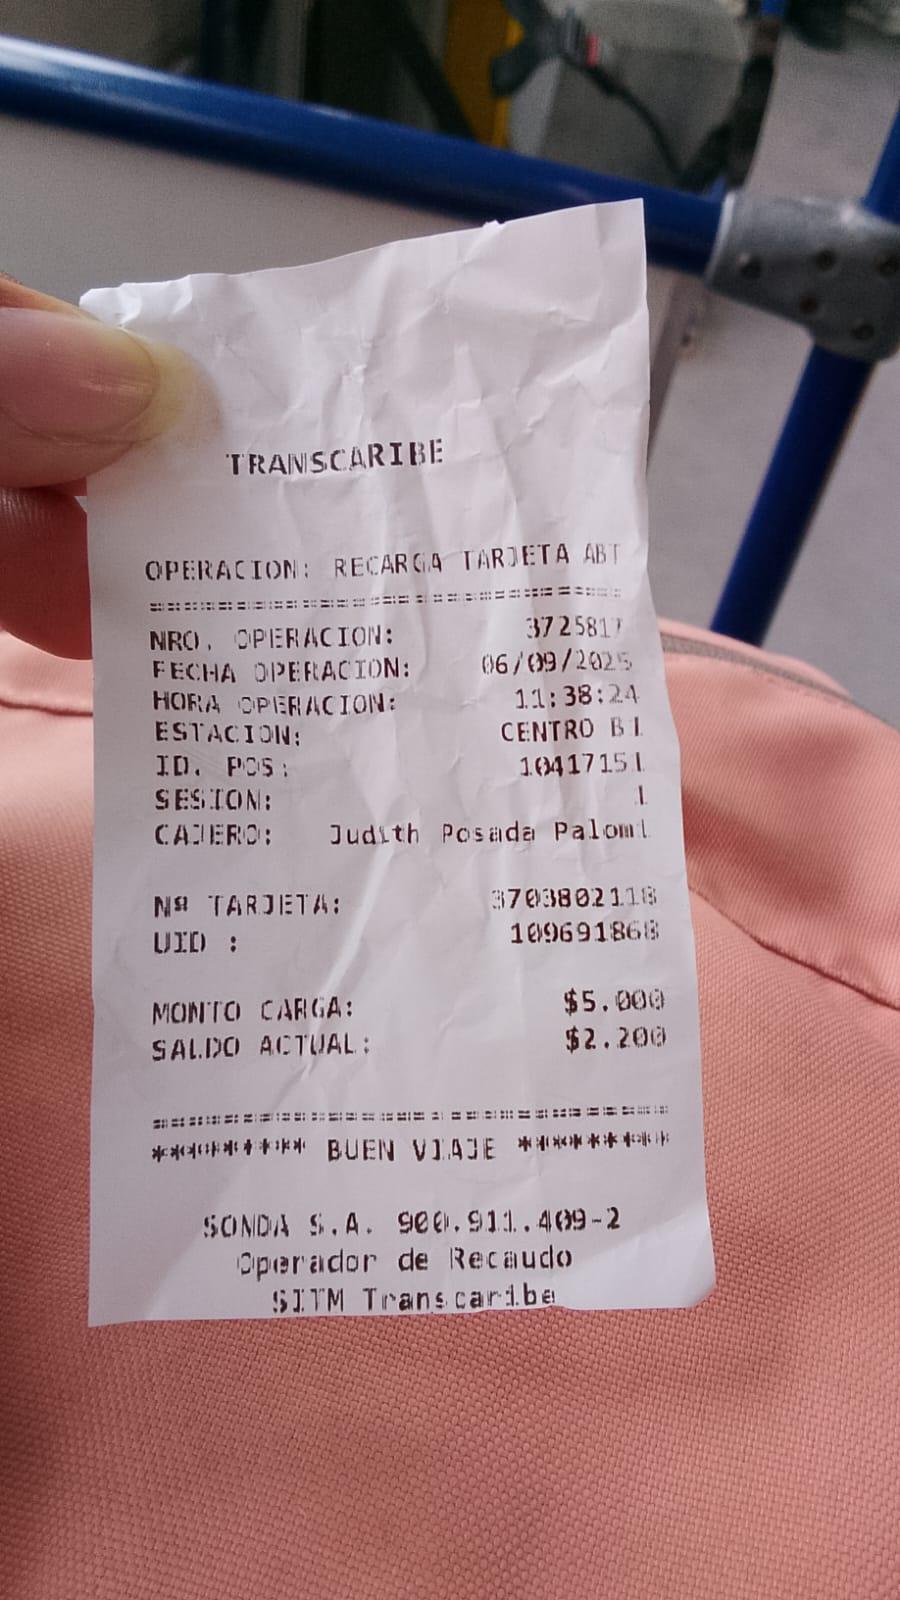 TRANSCARIBE
OPERACION: RECARGA TARJETA ABT
NRO. OPERACION: 3725817
FECHA OPERACION: 06/09/2025
HORA OPERACION: 11:38:24
ESTACION: CENTRO B1
ID. POS: 10417151
SESION: 1
CAJERO: Judith Posada Palomi
Nª TARJETA: 3703802118
UID : 109691868
MONTO CARGA: $5.000
SALDO ACTUAL: $2.200
********** BUEN VIAJE **********
SONDA S.A. 900.911.409-2
Operador de Recaudo
SITM Transcaribe